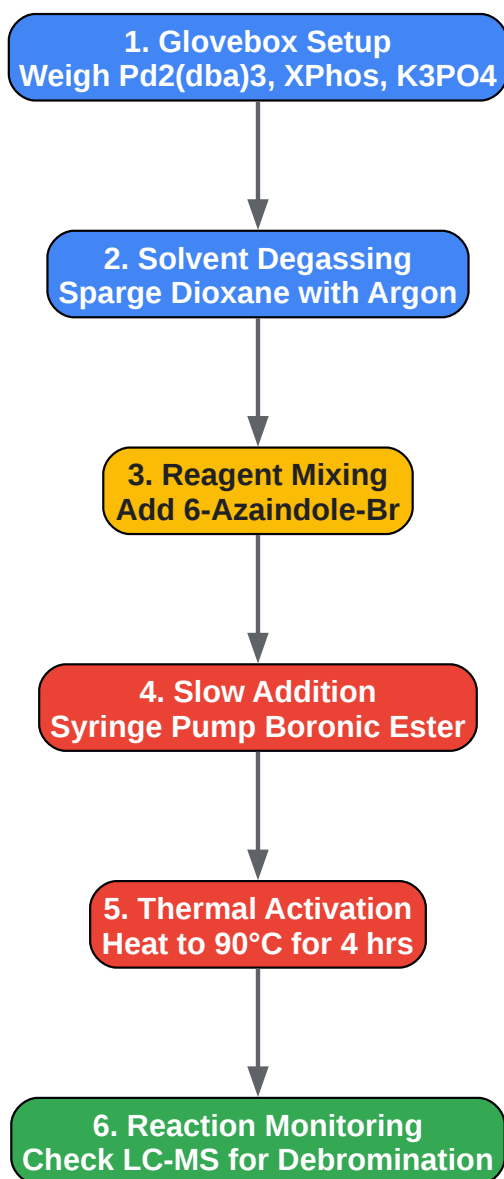 1. Glovebox Setup
Weigh Pd2(dba)3, XPhos, K3PO4
2. Solvent Degassing
Sparge Dioxane with Argon
3. Reagent Mixing
Add 6-Azaindole-Br
4. Slow Addition
Syringe Pump Boronic Ester
5. Thermal Activation
Heat to 90°C for 4 hrs
6. Reaction Monitoring
Check LC-MS for Debromination